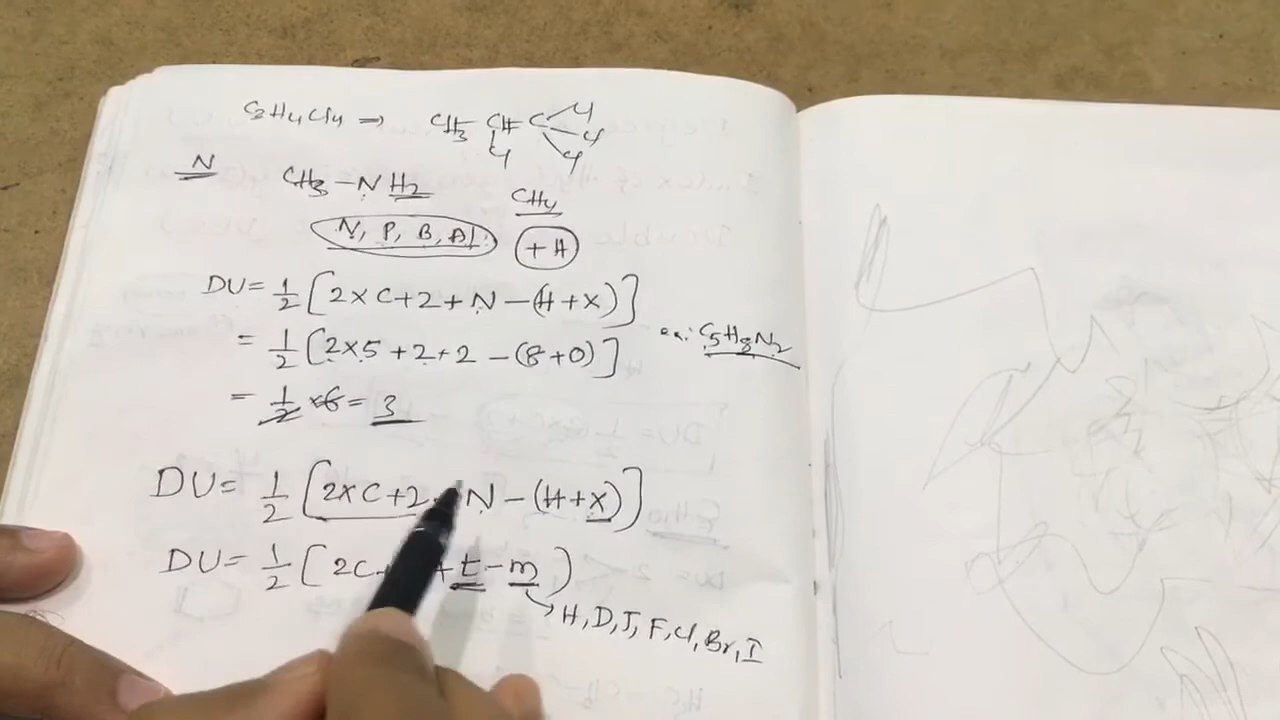 C3H4Cl4 ⇒ CH3 CH C Cl Cl Cl
Cl
N CH3-NH2
CH4
N, P, B, Al +H
DU= 1/2 [2×C+2+N-(H+X)]
= 1/2 [2×5+2+2-(8+0)] ex: C5H8N2
= 1/2 ×6= 3
DU= 1/2 [2×C+2 N-(H+X)]
DU= 1/2 (2C +t-m)
H, D, T, F, Cl, Br, I